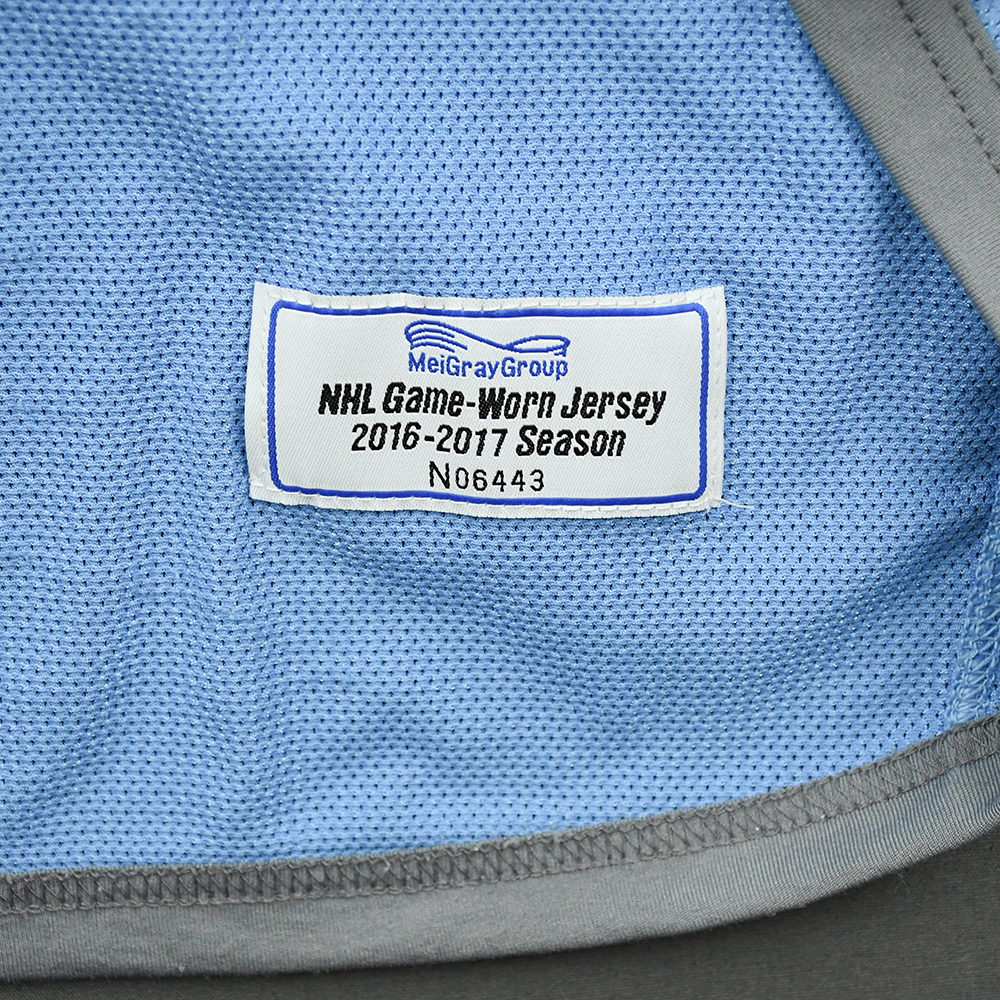 MeiGrayGroup
NHL Game-Worn Jersey
2016-2017 Season
N06443